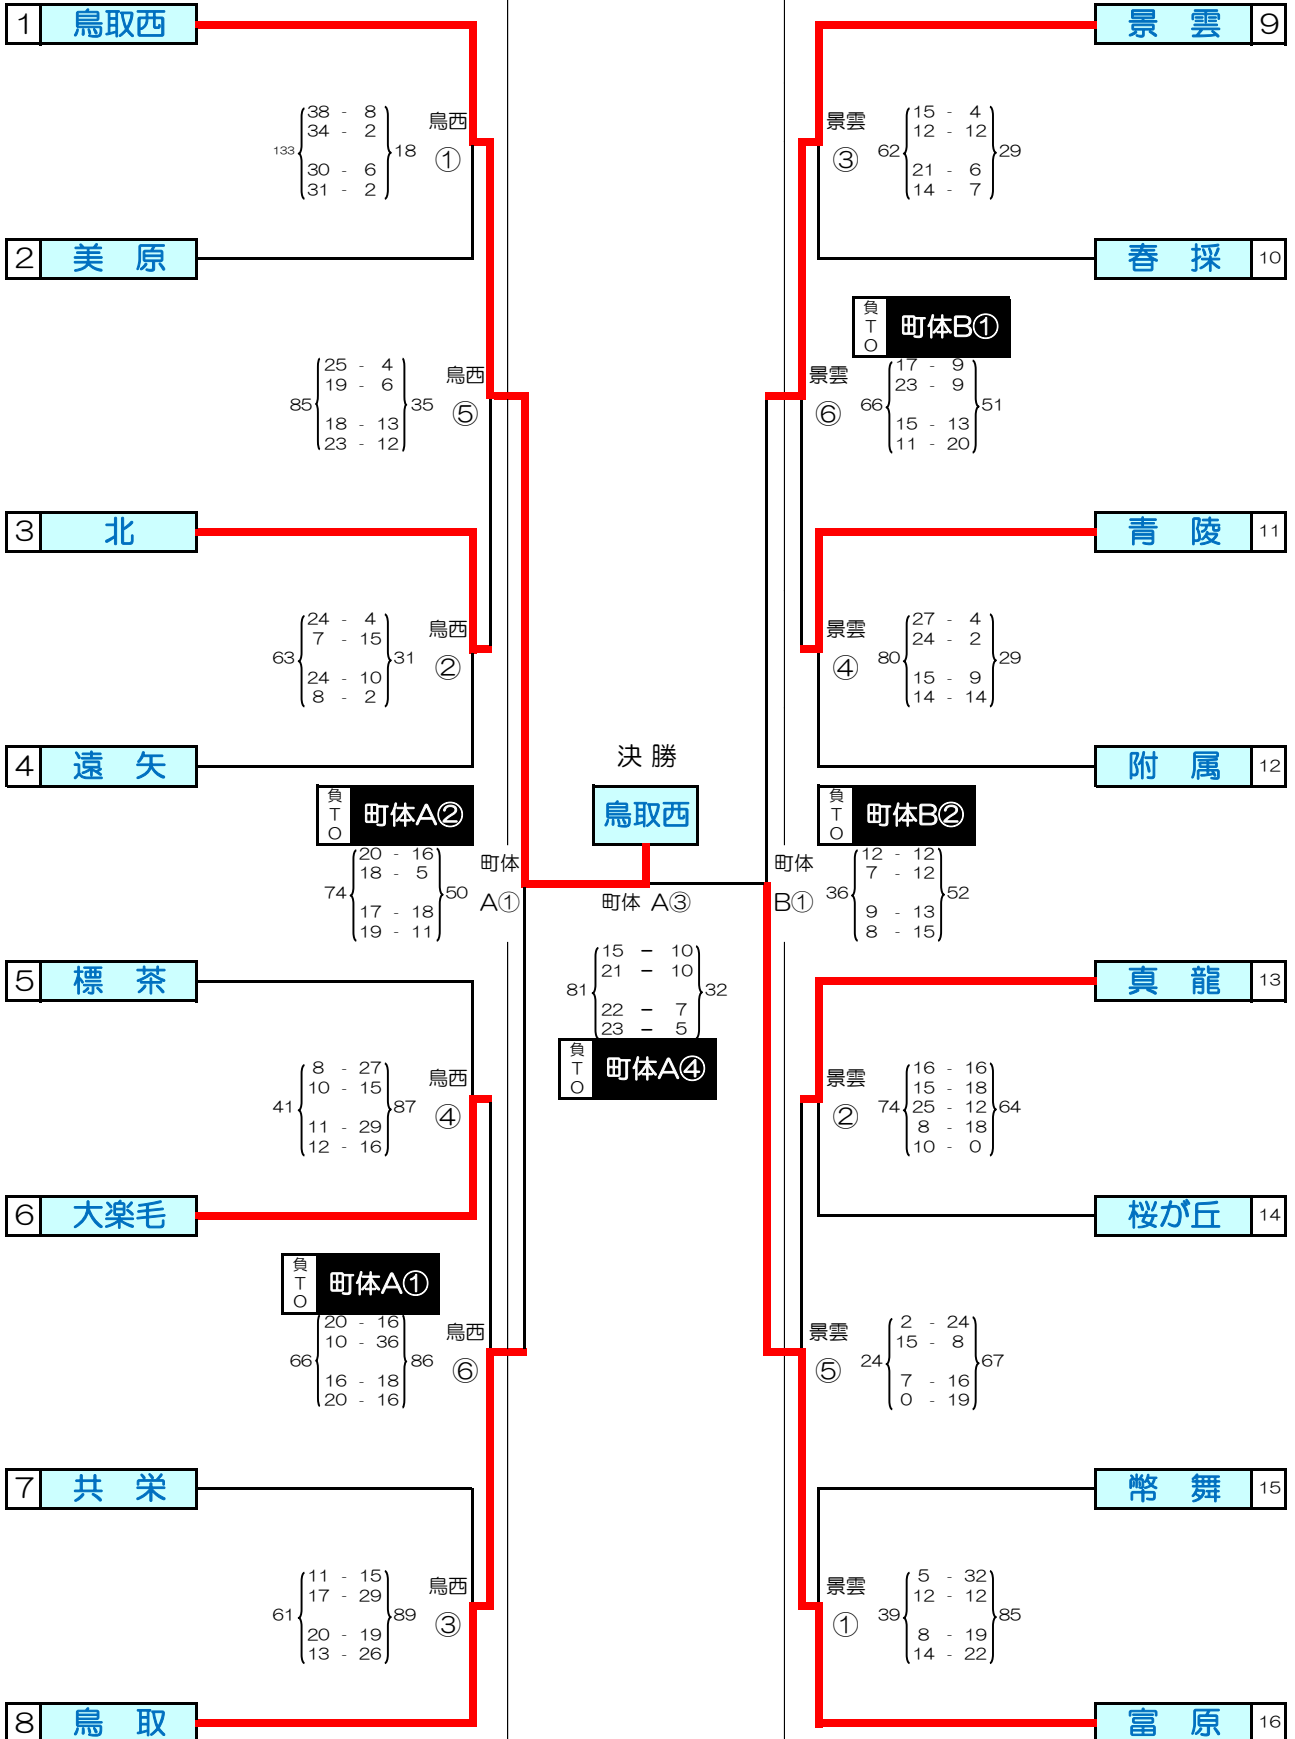 1 鳥取西
38 - 8
34 - 2
133 18
30 - 6
31 - 2
鳥西
①
2 美 原
25 - 4
19 - 6
85 35
18 - 13
23 - 12
鳥西
⑤
3 北
24 - 4
7 - 15
63 31
24 - 10
8 - 2
鳥西
②
4 遠 矢
負TO 町体A②
20 - 16
18 - 5
74 50
17 - 18
19 - 11
町体
A①
5 標 茶
8 - 27
10 - 15
41 87
11 - 29
12 - 16
鳥西
④
6 大楽毛
負TO 町体A①
20 - 16
10 - 36
66 86
16 - 18
20 - 16
鳥西
⑥
7 共 栄
11 - 15
17 - 29
61 89
20 - 19
13 - 26
鳥西
③
8 鳥 取
決 勝
鳥取西
町体 A③
15 - 10
21 - 10
81 32
22 - 7
23 - 5
負TO 町体A④
景 雲 9
景雲
③
15 - 4
12 - 12
62 29
21 - 6
14 - 7
春 採 10
負TO 町体B①
景雲
⑥
17 - 9
23 - 9
66 51
15 - 13
11 - 20
青 陵 11
景雲
④
27 - 4
24 - 2
80 29
15 - 9
14 - 14
附 属 12
負TO 町体B②
町体
B①
12 - 12
7 - 12
36 52
9 - 13
8 - 15
真 龍 13
景雲
②
16 - 16
15 - 18
74 25 - 12 64
8 - 18
10 - 0
桜が丘 14
景雲
⑤
2 - 24
15 - 8
24 67
7 - 16
0 - 19
幣 舞 15
景雲
①
5 - 32
12 - 12
39 85
8 - 19
14 - 22
富 原 16